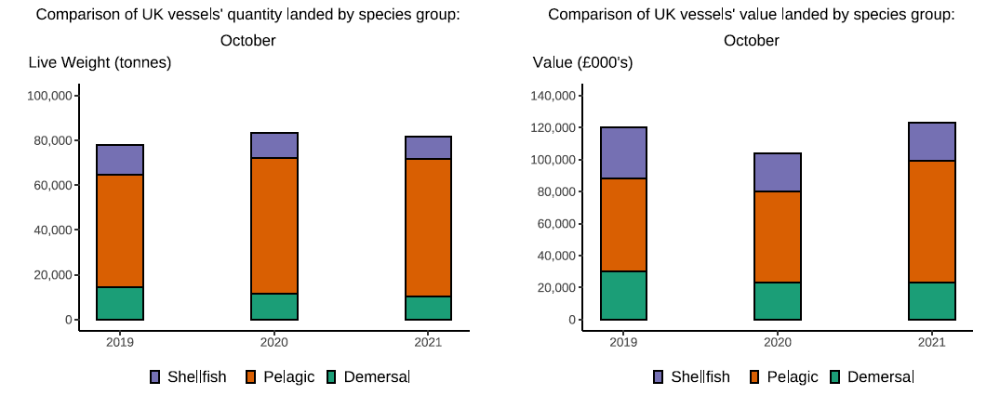 Comparison of UK vessels' quantity landed by species group:
October
Live Weight (tonnes)
100,000
80,000
60,000
40,000
20,000
0
2019
2020
2021
Shellfish
Pelagic
Demersal
Comparison of UK vessels' value landed by species group:
October
Value (£000's)
140,000
120,000
100,000
80,000
60,000
40,000
20,000
0
2019
2020
2021
Shellfish
Pelagic
Demersal